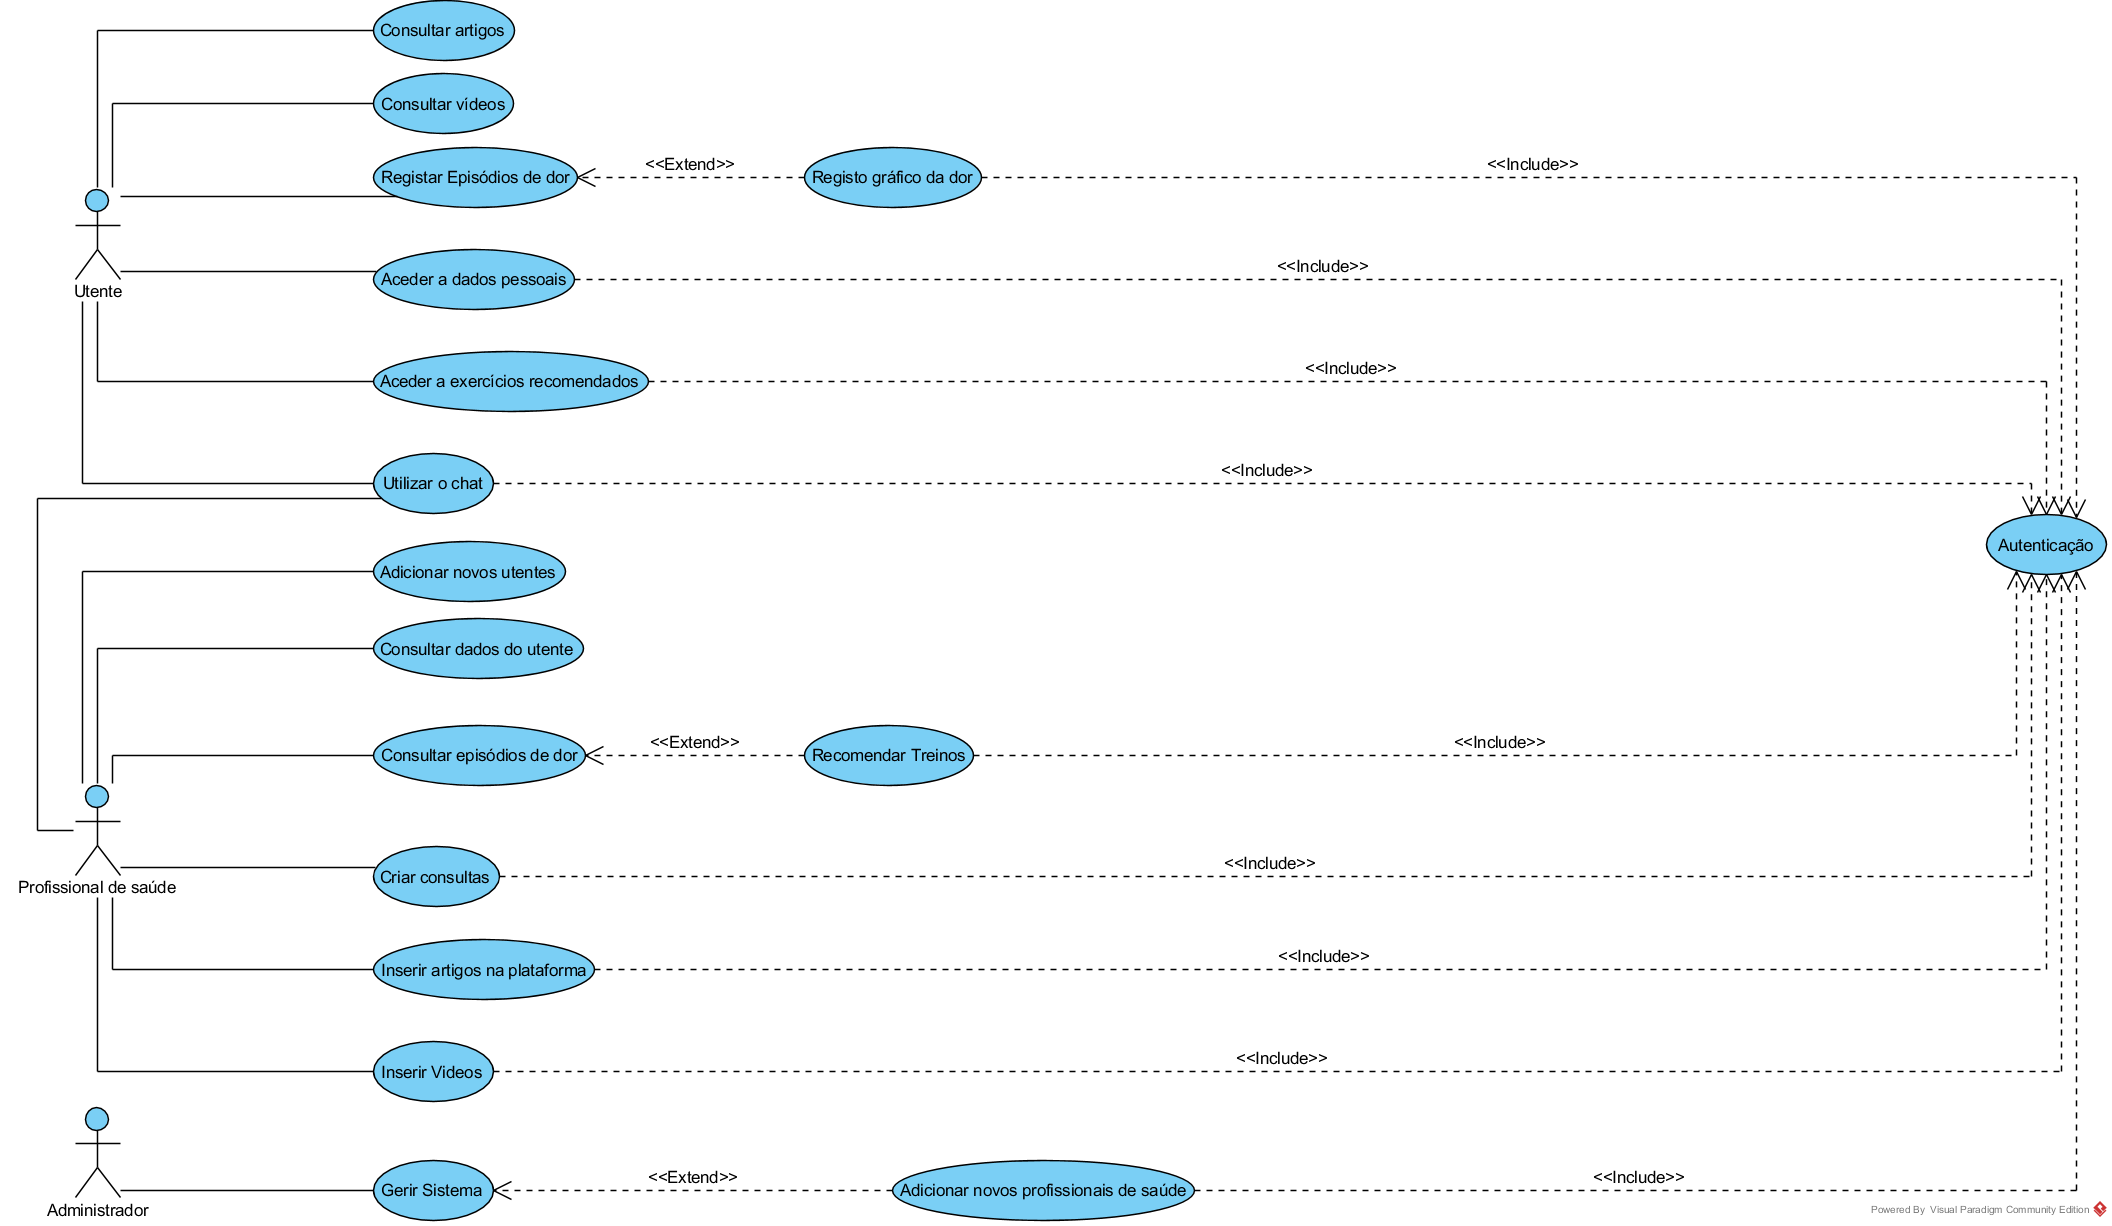 Consultar artigos
Consultar vídeos
<<Extend>>
<<Include>>
Registar Episódios de dor
Registo gráfico da dor
<<Include>>
Aceder a dados pessoais
Utente
<<Include>>
Aceder a exercícios recomendados
<<Include>>
Utilizar o chat
Autenticação
Adicionar novos utentes
Consultar dados do utente
<<Extend>>
<<Include>>
Consultar episódios de dor
Recomendar Treinos
<<Include>>
Criar consultas
Profissional de saúde
<<Include>>
Inserir artigos na plataforma
<<Include>>
Inserir Videos
<<Extend>>
<<Include>>
Gerir Sistema
Adicionar novos profissionais de saúde
Administrador
Powered By Visual Paradigm Community Edition